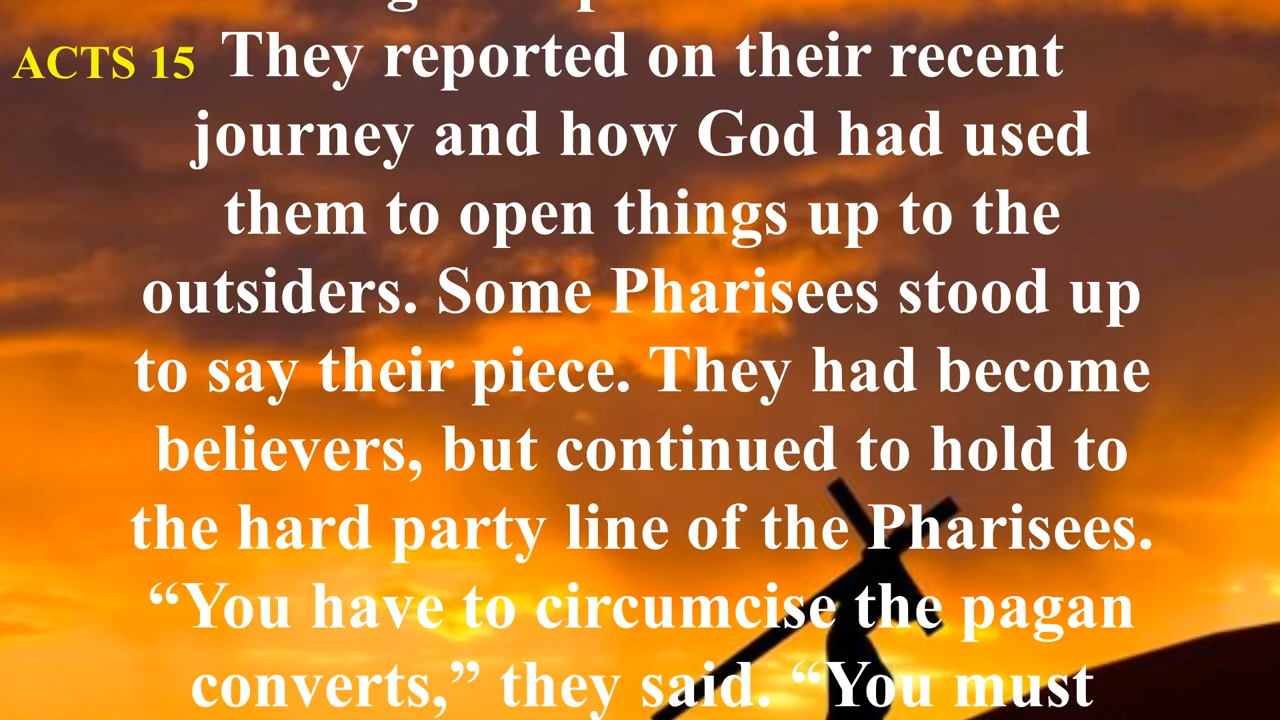 ACTS 15
They reported on their recent
journey and how God had used
them to open things up to the
outsiders. Some Pharisees stood up
to say their piece. They had become
believers, but continued to hold to
the hard party line of the Pharisees.
“You have to circumcise the pagan
converts,” they said. “You must